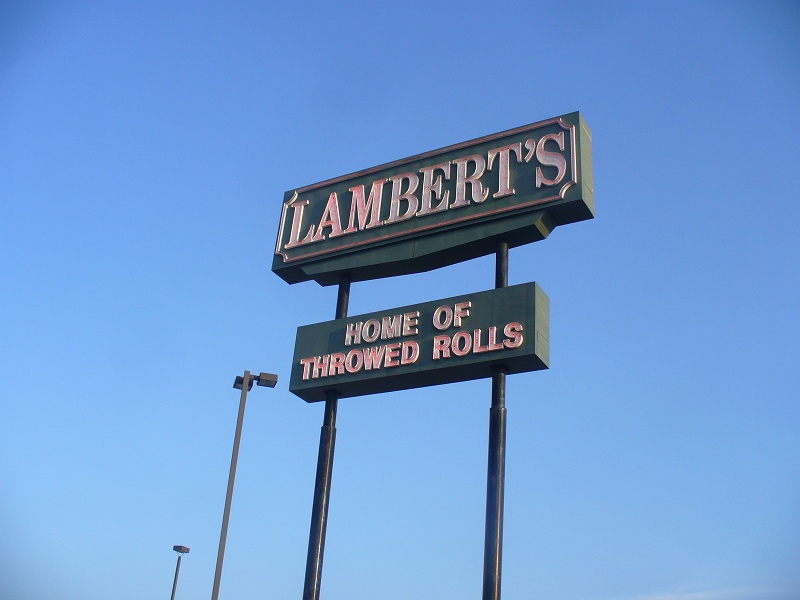 LAMBERT'S
HOME OF
THROWED ROLLS